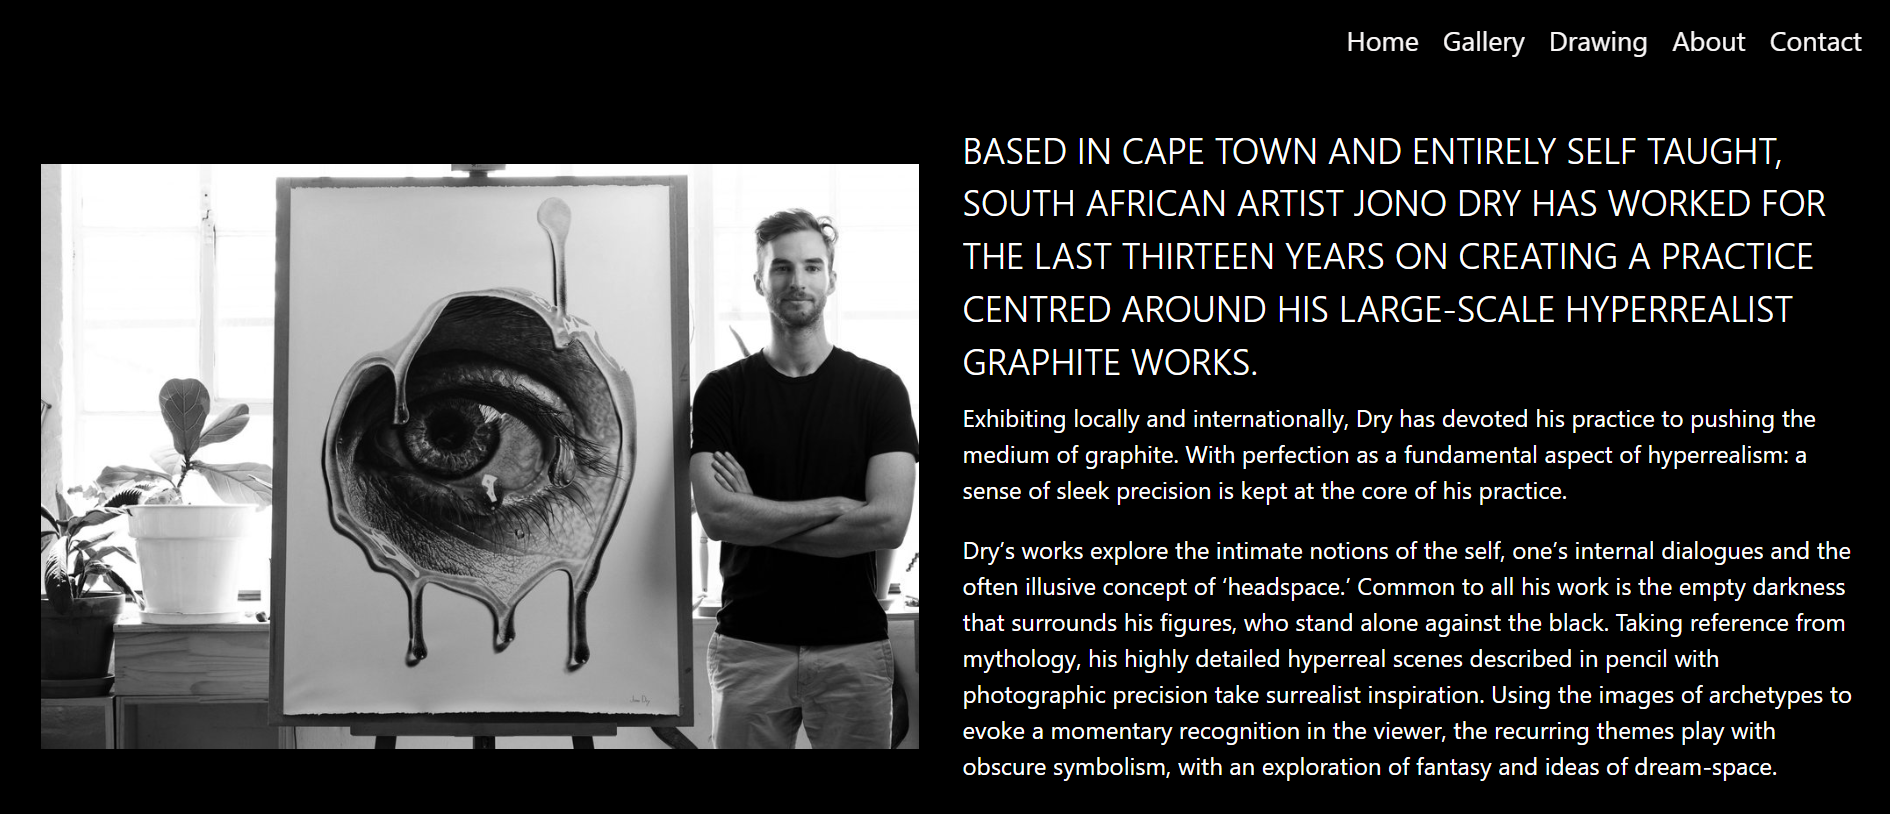 Home Gallery Drawing About Contact
BASED IN CAPE TOWN AND ENTIRELY SELF TAUGHT,
SOUTH AFRICAN ARTIST JONO DRY HAS WORKED FOR
THE LAST THIRTEEN YEARS ON CREATING A PRACTICE
CENTRED AROUND HIS LARGE-SCALE HYPERREALIST
GRAPHITE WORKS.
Exhibiting locally and internationally, Dry has devoted his practice to pushing the
medium of graphite. With perfection as a fundamental aspect of hyperrealism: a
sense of sleek precision is kept at the core of his practice.
Dry’s works explore the intimate notions of the self, one’s internal dialogues and the
often illusive concept of ‘headspace.’ Common to all his work is the empty darkness
that surrounds his figures, who stand alone against the black. Taking reference from
mythology, his highly detailed hyperreal scenes described in pencil with
photographic precision take surrealist inspiration. Using the images of archetypes to
evoke a momentary recognition in the viewer, the recurring themes play with
obscure symbolism, with an exploration of fantasy and ideas of dream-space.